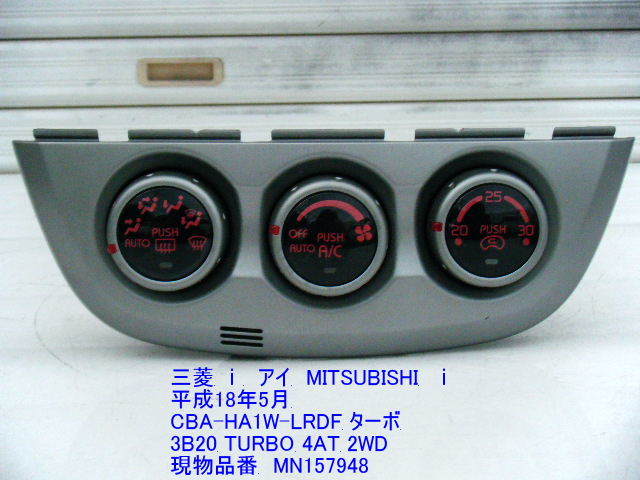 PUSH
AUTO
OFF
PUSH
AUTO A/C
25
20 PUSH 30
三菱 i アイ MITSUBISHI i
平成18年5月
CBA-HA1W-LRDF ターボ
3B20 TURBO 4AT 2WD
現物品番 MN157948